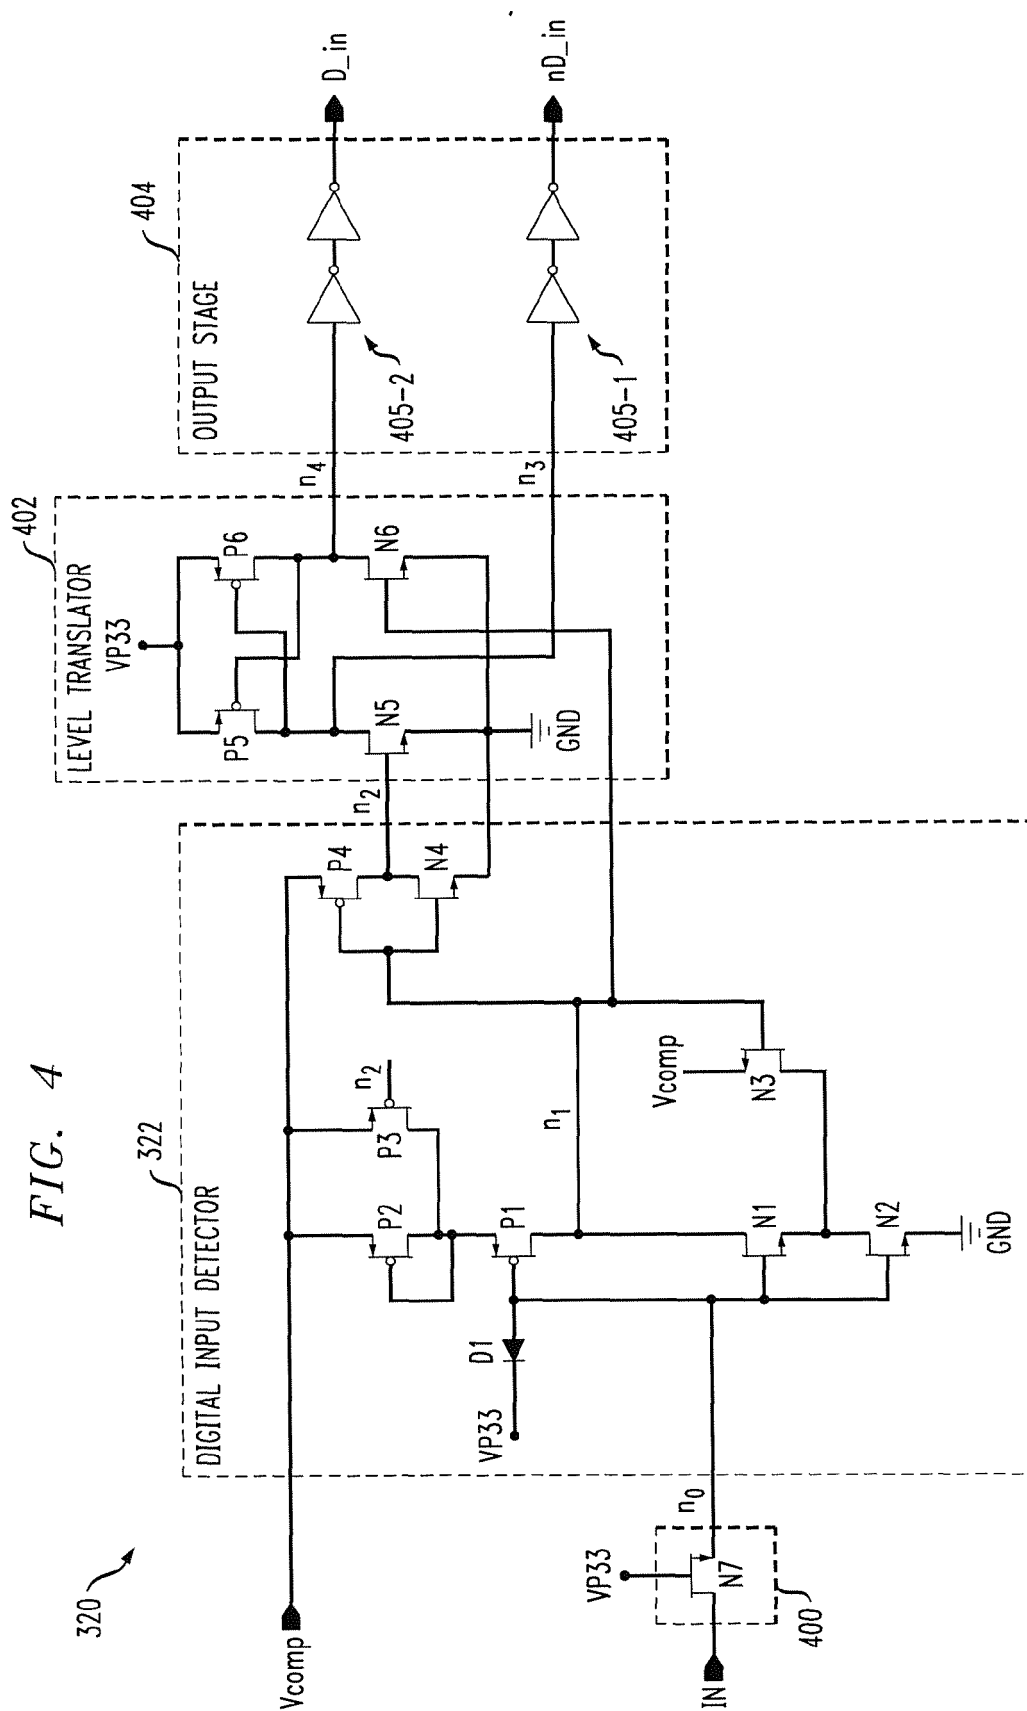 FIG. 4
320
322
402
404
DIGITAL INPUT DETECTOR
LEVEL TRANSLATOR
OUTPUT STAGE
Vcomp
VP33
P5
P6
N5
N6
GND
n2
n4
n3
D_in
nD_in
405-2
405-1
P2
P3
n2
P4
N4
P1
D1
VP33
n1
Vcomp
N3
N1
N2
GND
VP33
N7
n0
IN
400